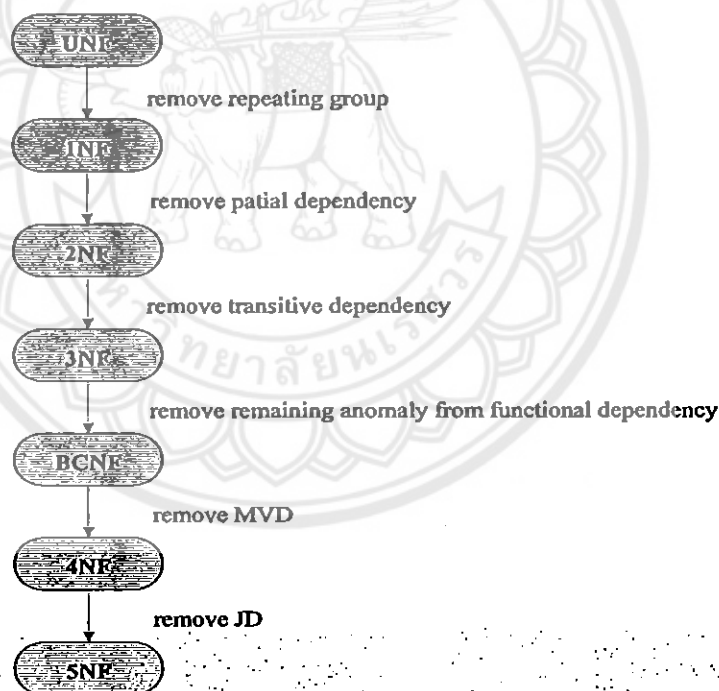 UNF
remove repeating group
1NF
remove patial dependency
2NF
remove transitive dependency
3NF
remove remaining anomaly from functional dependency
BCNF
remove MVD
4NF
remove JD
5NF